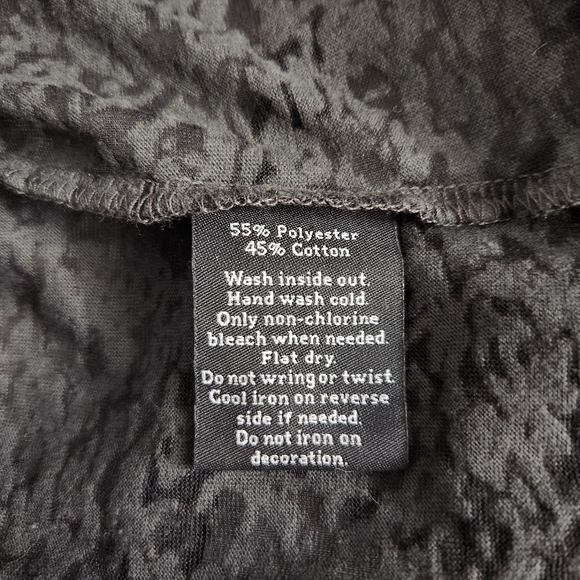 55% Polyester
45% Cotton
Wash inside out.
Hand wash cold.
Only non-chlorine
bleach when needed.
Flat dry.
Do not wring or twist.
Cool iron on reverse
side if needed.
Do not iron on
decoration.